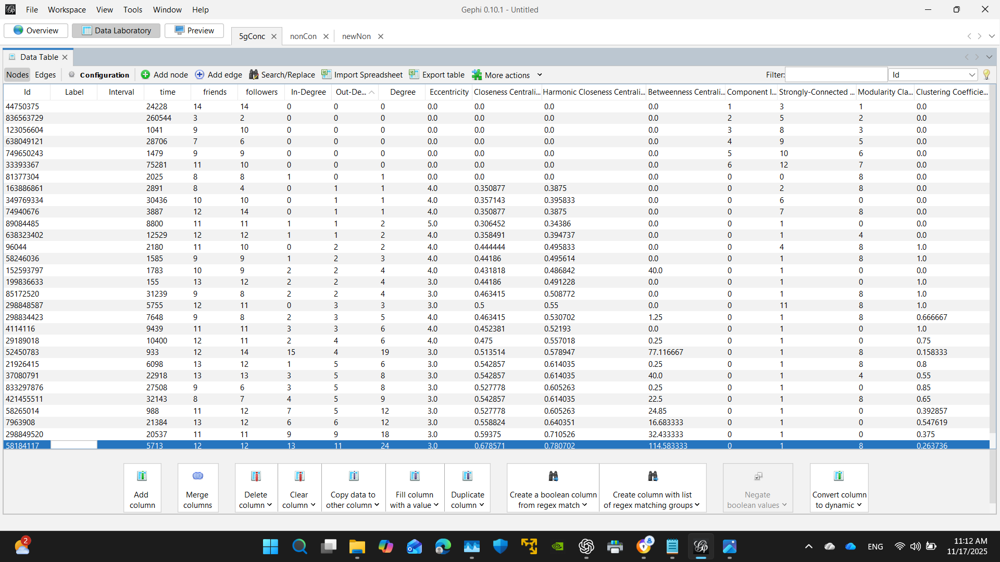 File Workspace View Tools Window Help Gephi 0.10.1 - Untitled
Overview Data Laboratory Preview 5gConc nonCon newNon
Data Table
Nodes Edges Configuration Add node Add edge Search/Replace Import Spreadsheet Export table More actions Filter: Id
Id Label Interval time friends followers In-Degree Out-De... Degree Eccentricity Closeness Centrali... Harmonic Closeness Centrali... Betweenness Centrali... Component I... Strongly-Connected ... Modularity Cla... Clustering Coefficie...
44750375 24228 14 14 0 0 0 0.0 0.0 0.0 0.0 1 3 1 0.0
836563729 260544 3 2 0 0 0 0.0 0.0 0.0 0.0 2 5 2 0.0
123056604 1041 9 10 0 0 0 0.0 0.0 0.0 0.0 3 8 3 0.0
638049121 28706 7 6 0 0 0 0.0 0.0 0.0 0.0 4 9 5 0.0
749650243 1479 9 9 0 0 0 0.0 0.0 0.0 0.0 5 10 6 0.0
33393367 75281 11 10 0 0 0 0.0 0.0 0.0 0.0 6 12 7 0.0
81377304 2025 8 8 1 0 1 0.0 0.0 0.0 0.0 0 0 8 0.0
163886861 2891 8 4 0 1 1 4.0 0.350877 0.3875 0.0 0 2 8 0.0
349769334 30436 10 10 0 1 1 4.0 0.357143 0.395833 0.0 0 6 0 0.0
74940676 3887 12 14 0 1 1 4.0 0.350877 0.3875 0.0 0 7 8 0.0
89084485 8800 11 11 1 1 2 5.0 0.306452 0.34386 0.0 0 1 0 0.0
638323402 12529 12 12 1 1 2 4.0 0.358491 0.394737 0.0 0 1 4 0.0
96044 2180 11 10 0 2 2 4.0 0.444444 0.495833 0.0 0 4 8 1.0
58246036 1585 9 9 1 2 3 4.0 0.44186 0.495614 0.0 0 1 8 1.0
152593797 1783 10 9 2 2 4 4.0 0.431818 0.486842 40.0 0 1 0 0.0
199836633 155 13 12 2 2 4 3.0 0.44186 0.491228 0.0 0 1 0 1.0
85172520 31239 9 8 2 2 4 3.0 0.463415 0.508772 0.0 0 1 8 1.0
298848587 5755 12 11 0 3 3 3.0 0.5 0.55 0.0 0 11 8 1.0
298834423 7648 9 8 2 3 5 4.0 0.463415 0.530702 1.25 0 1 8 0.666667
4114116 9439 11 11 3 3 6 4.0 0.452381 0.52193 0.0 0 1 0 1.0
29189018 10400 12 11 2 4 6 4.0 0.475 0.557018 0.25 0 1 0 0.75
52450783 933 12 14 15 4 19 3.0 0.513514 0.578947 77.116667 0 1 8 0.158333
21926415 6098 13 12 1 5 6 3.0 0.542857 0.614035 0.25 0 1 8 0.8
37080791 22918 13 13 3 5 8 3.0 0.542857 0.614035 40.0 0 1 4 0.55
833297876 27508 9 6 3 5 8 3.0 0.527778 0.605263 0.25 0 1 0 0.85
421455511 32143 8 7 4 5 9 3.0 0.542857 0.614035 22.5 0 1 8 0.65
58265014 988 11 12 7 5 12 3.0 0.527778 0.605263 24.85 0 1 0 0.392857
7963908 21384 13 12 6 6 12 3.0 0.558824 0.640351 16.683333 0 1 0 0.547619
298849520 20537 11 11 9 9 18 3.0 0.59375 0.710526 32.433333 0 1 0 0.375
58184117 5713 12 12 13 11 24 3.0 0.678571 0.780702 114.583333 0 1 8 0.263736
Add Merge Delete Clear Copy data to Fill column Duplicate Create a boolean column Create column with list Negate Convert column
column columns column column other column with a value column from regex match of regex matching groups boolean values to dynamic
2 8 ENG 11:12 AM
11/17/2025